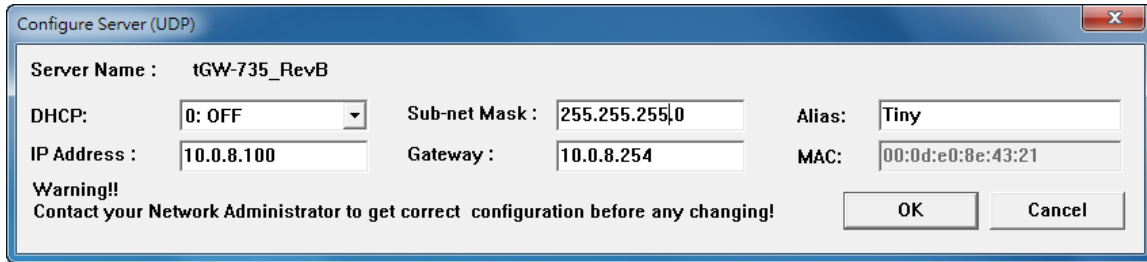 Configure Server (UDP)
Server Name : tGW-735_RevB
DHCP: 0: OFF Sub-net Mask : 255.255.255.0 Alias: Tiny
IP Address : 10.0.8.100 Gateway : 10.0.8.254 MAC: 00:0d:e0:8e:43:21
Warning!!
Contact your Network Administrator to get correct configuration before any changing!
OK Cancel